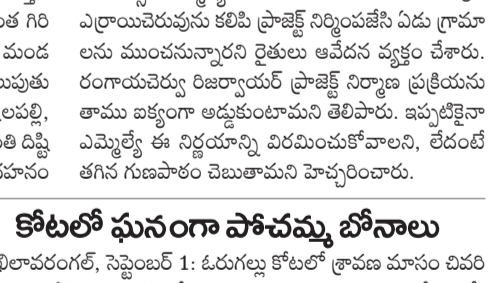 ంత గిరి
మండ
లుపుతు
లపల్లి,
తి దిష్టి
హనం
ఎర్రాయిచెరువును కలిపి ప్రాజెక్ట్ నిర్మింపజేసి ఏడు గ్రామా
లను ముంచనున్నారని రైతులు ఆవేదన వ్యక్తం చేశారు.
రంగాయచెర్వు రిజర్వాయర్ ప్రాజెక్ట్ నిర్మాణ ప్రక్రియను
తాము ఐక్యంగా అడ్డుకుంటామని తెలిపారు. ఇప్పటికైనా
ఎమ్మెల్యే ఈ నిర్ణయాన్ని విరమించుకోవాలని, లేదంటే
తగిన గుణపాఠం చెబుతామని హెచ్చరించారు.
కోటలో ఘనంగా పోచమ్మ బోనాలు
ఖిలావరంగల్, సెప్టెంబర్ 1: ఓరుగల్లు కోటలో శ్రావణ మాసం చివరి